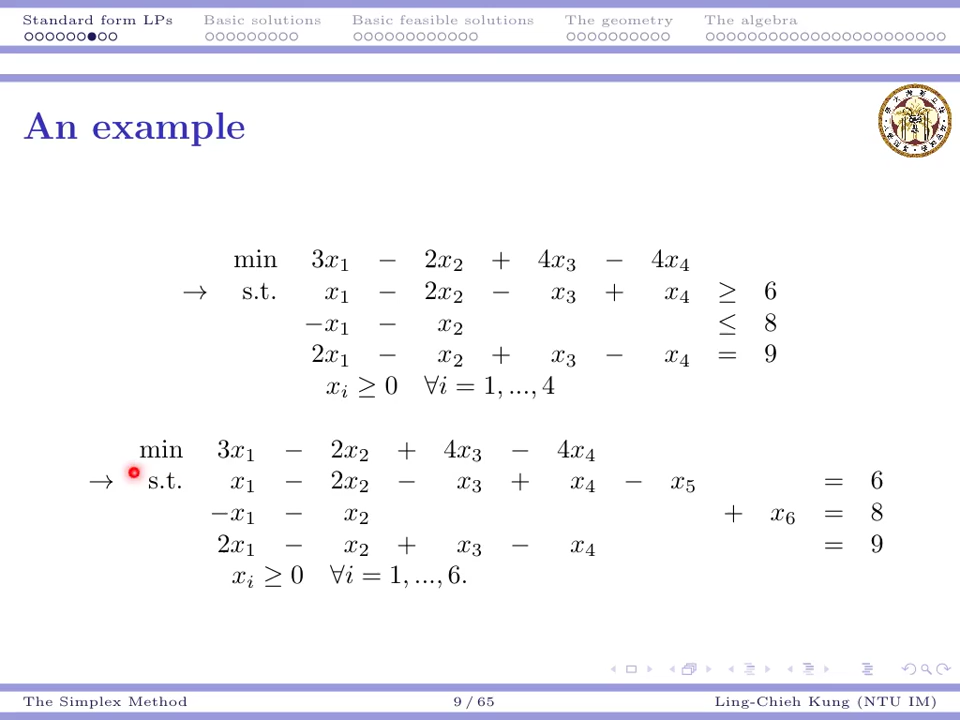 Standard form LPs Basic solutions Basic feasible solutions The geometry The algebra
An example
min 3x₁ − 2x₂ + 4x₃ − 4x₄
→ s.t. x₁ − 2x₂ − x₃ + x₄ ≥ 6
−x₁ − x₂ ≤ 8
2x₁ − x₂ + x₃ − x₄ = 9
xᵢ ≥ 0 ∀i = 1, ..., 4
min 3x₁ − 2x₂ + 4x₃ − 4x₄
→ s.t. x₁ − 2x₂ − x₃ + x₄ − x₅ = 6
−x₁ − x₂ + x₆ = 8
2x₁ − x₂ + x₃ − x₄ = 9
xᵢ ≥ 0 ∀i = 1, ..., 6.
The Simplex Method 9 / 65 Ling-Chieh Kung (NTU IM)